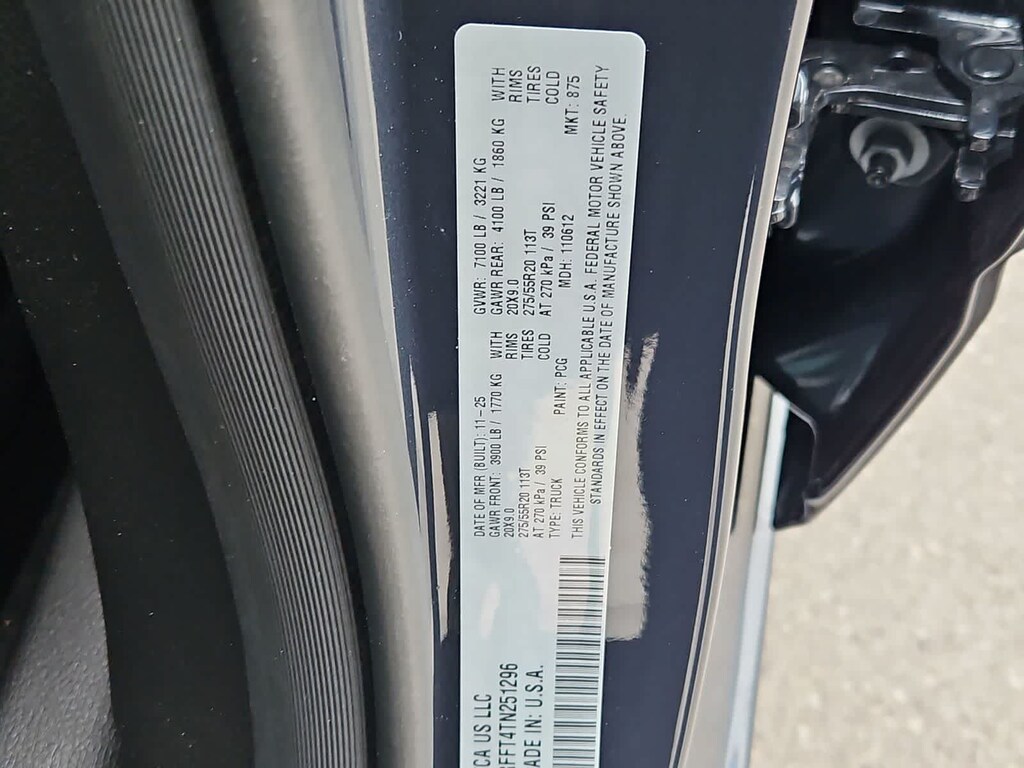 CA US LLC
FFT4TN251296
ADE IN: U.S.A.
DATE OF MFR (BUILT): 11-25 GVWR: 7100 LB / 3221 KG
GAWR FRONT: 3900 LB / 1770 KG WITH GAWR REAR: 4100 LB / 1860 KG WITH
20X9.0 RIMS 20X9.0 RIMS
275/55R20 113T TIRES 275/55R20 113T TIRES
AT 270 kPa / 39 PSI COLD AT 270 kPa / 39 PSI COLD
TYPE: TRUCK PAINT: PCG MDH: 110612 MKT: 875
THIS VEHICLE CONFORMS TO ALL APPLICABLE U.S.A. FEDERAL MOTOR VEHICLE SAFETY
STANDARDS IN EFFECT ON THE DATE OF MANUFACTURE SHOWN ABOVE.